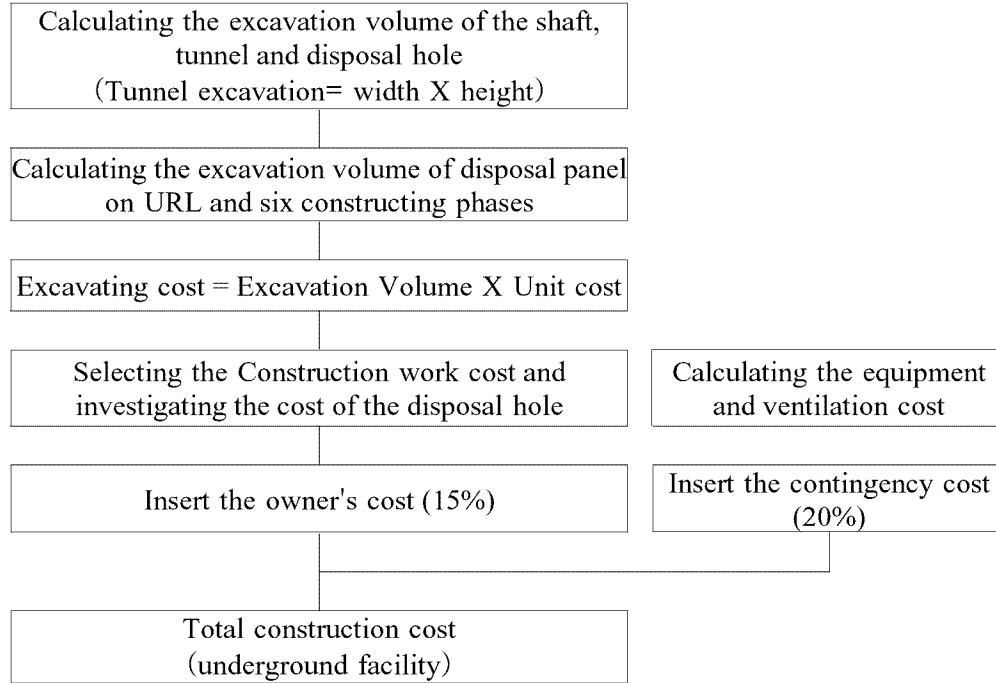 Calculating the excavation volume of the shaft,
tunnel and disposal hole
(Tunnel excavation= width X height)
Calculating the excavation volume of disposal panel
on URL and six constructing phases
Excavating cost = Excavation Volume X Unit cost
Selecting the Construction work cost and
investigating the cost of the disposal hole
Calculating the equipment
and ventilation cost
Insert the owner's cost (15%)
Insert the contingency cost
(20%)
Total construction cost
(underground facility)